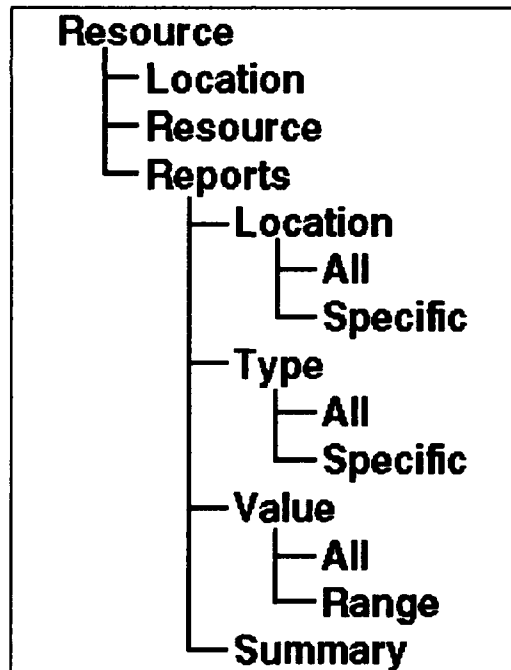 Resource
Location
Resource
Reports
Location
All
Specific
Type
All
Specific
Value
All
Range
Summary